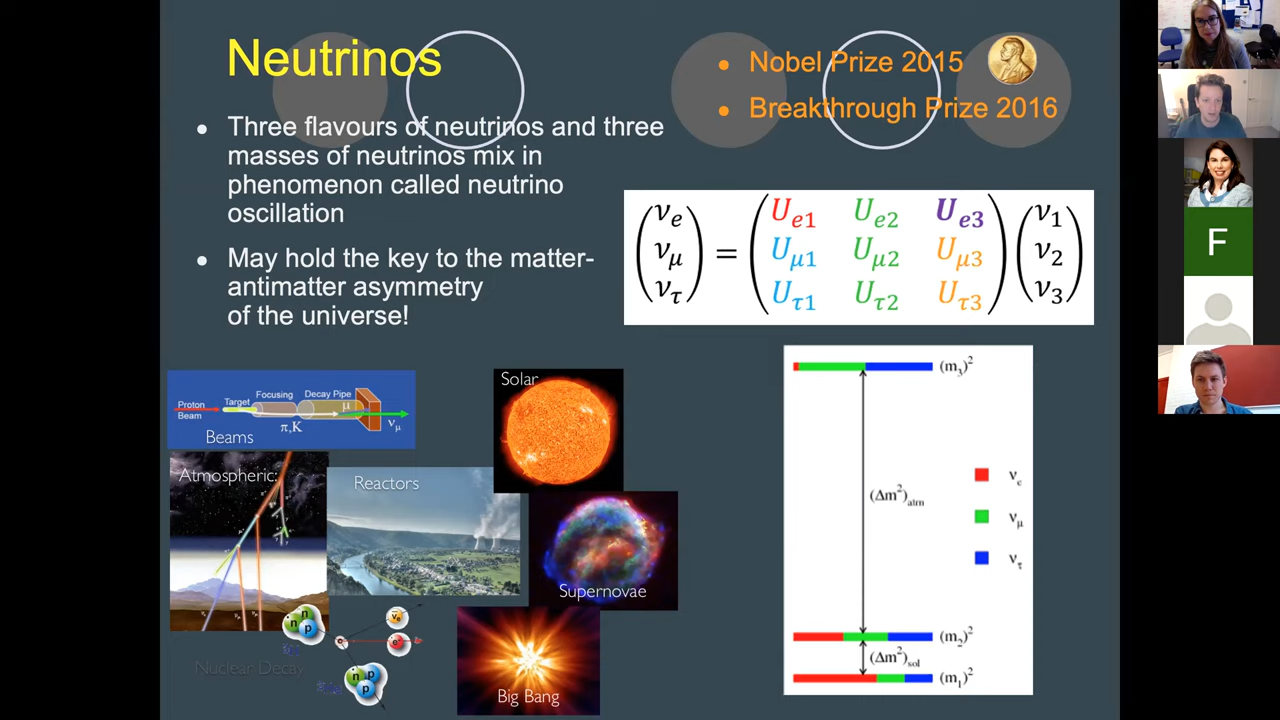 Neutrinos
Nobel Prize 2015
Breakthrough Prize 2016
Three flavours of neutrinos and three
masses of neutrinos mix in
phenomenon called neutrino
oscillation
May hold the key to the matter-
antimatter asymmetry
of the universe!
νe = Ue1 Ue2 Ue3 ν1
νμ Uμ1 Uμ2 Uμ3 ν2
ντ Uτ1 Uτ2 Uτ3 ν3
Proton
Beam
Target
Focusing
Decay Pipe
μ
π,K
νμ
Beams
Solar
Atmospheric:
Reactors
Supernovae
Nuclear Decay
n
n
p
νe
e
n
p
p
Big Bang
(m3)²
(Δm²)atm
νe
νμ
ντ
(m2)²
(Δm²)sol
(m1)²
F